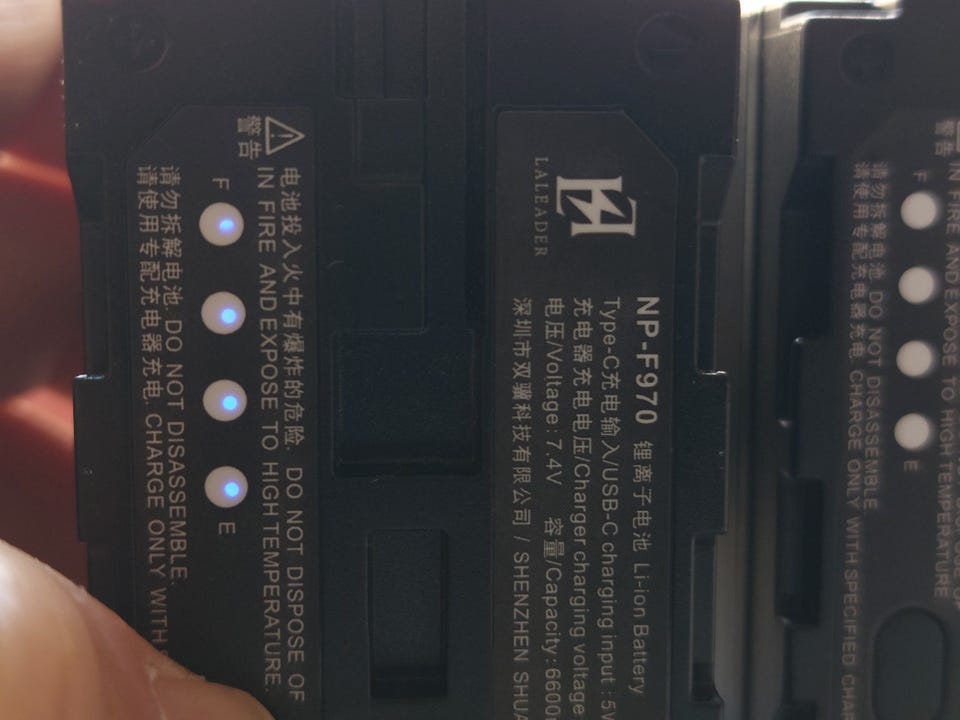 LALEADER
NP-F970 锂离子电池 Li-ion Battery
Type-C充电输入/USB-C charging input : 5V
充电器充电电压/Charger charging voltage
电压/Voltage: 7.4V 容量/Capacity: 6600
深圳市双骥科技有限公司 / SHENZHEN SHUA
警告
电池投入火中有爆炸的危险. DO NOT DISPOSE OF
IN FIRE AND EXPOSE TO HIGH TEMPERATURE.
F
E
请勿拆解电池. DO NOT DISASSEMBLE.
请使用专配充电器充电. CHARGE ONLY WITH
警告
IN FIRE AND EXPOSE TO HIGH TEMPERATURE
F
E
请勿拆解电池. DO NOT DISASSEMBLE
请使用专配充电器充电. CHARGE ONLY WITH SPECIFIED CHAR